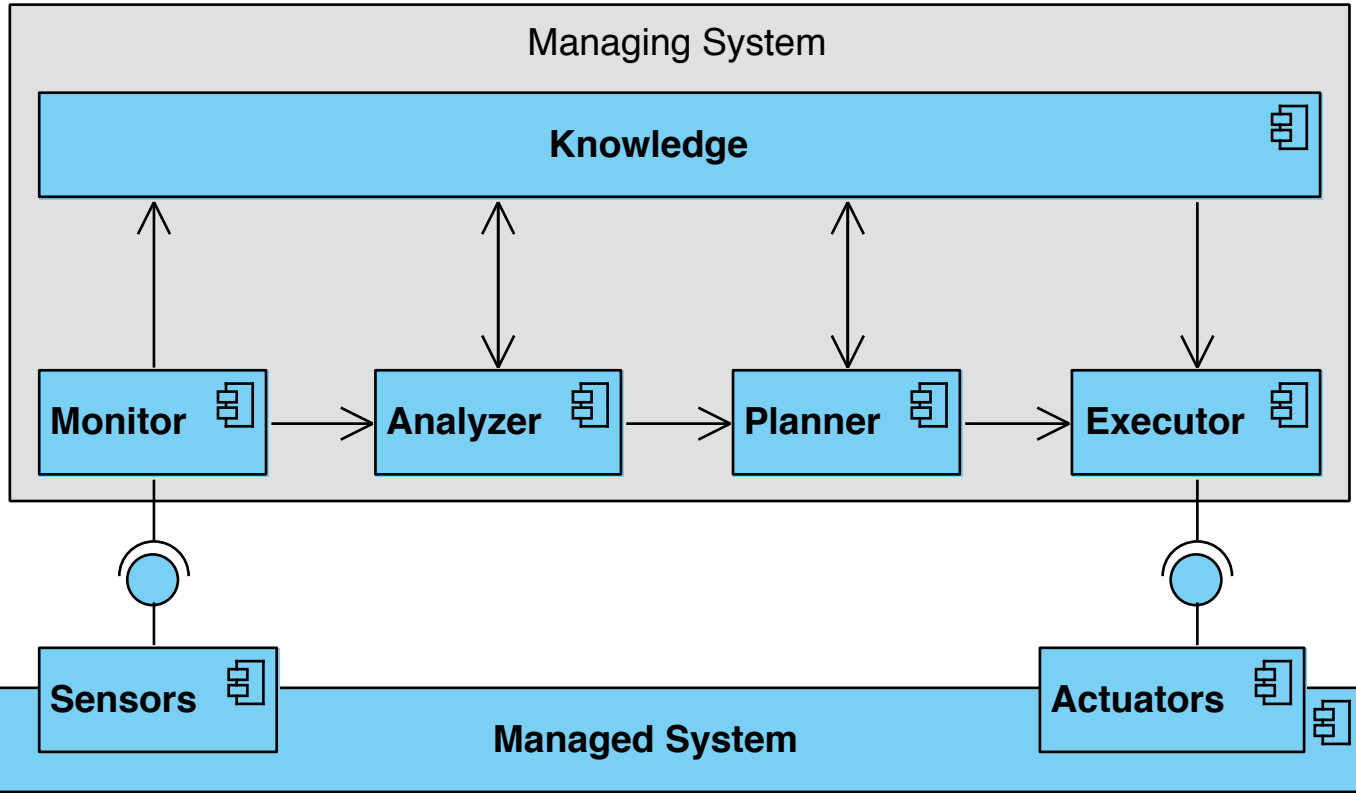 Managing System
Knowledge
Monitor
Analyzer
Planner
Executor
Sensors
Actuators
Managed System